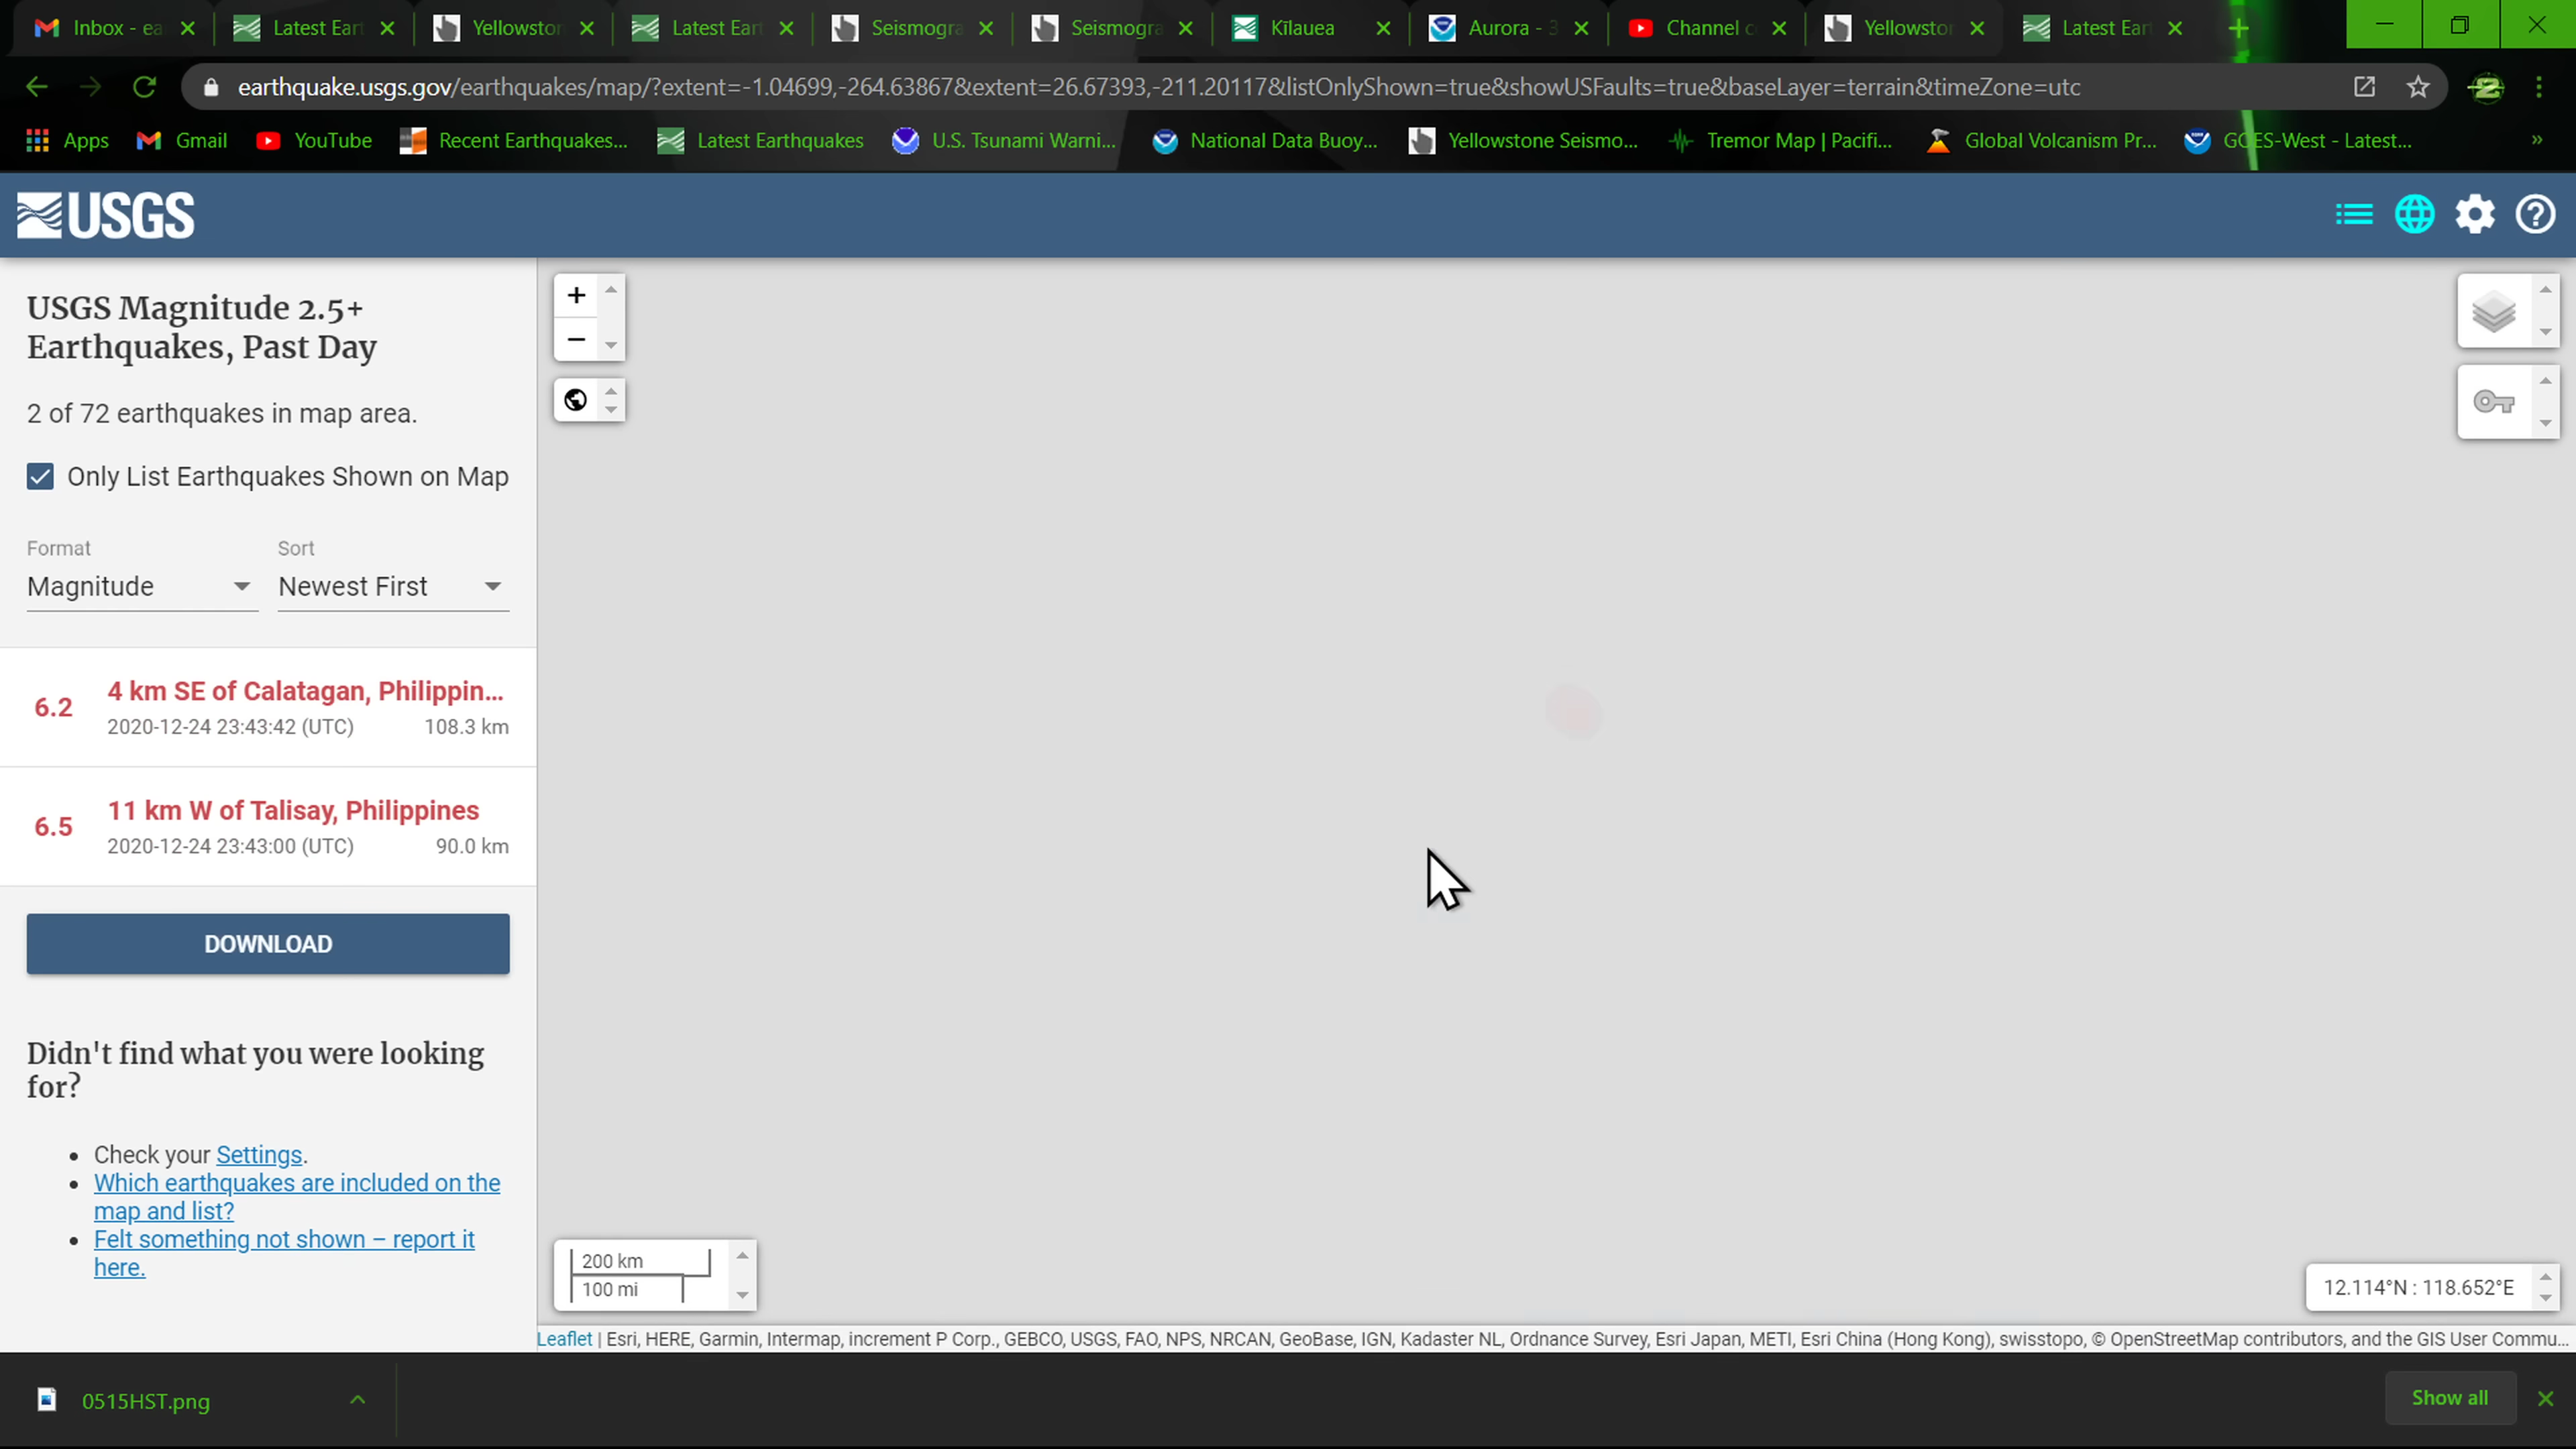 Inbox - ea
Latest Eart
Yellowston
Latest Eart
Seismogra
Seismogra
Kīlauea
Aurora - 3
Channel c
Yellowston
Latest Eart
earthquake.usgs.gov/earthquakes/map/?extent=-1.04699,-264.63867&extent=26.67393,-211.20117&listOnlyShown=true&showUSFaults=true&baseLayer=terrain&timeZone=utc
Apps
Gmail
YouTube
Recent Earthquakes...
Latest Earthquakes
U.S. Tsunami Warni...
National Data Buoy...
Yellowstone Seismo...
Tremor Map | Pacifi...
Global Volcanism Pr...
GOES-West - Latest...
»
USGS
USGS Magnitude 2.5+
Earthquakes, Past Day
2 of 72 earthquakes in map area.
Only List Earthquakes Shown on Map
Format
Sort
Magnitude
Newest First
6.2
4 km SE of Calatagan, Philippin...
2020-12-24 23:43:42 (UTC)
108.3 km
6.5
11 km W of Talisay, Philippines
2020-12-24 23:43:00 (UTC)
90.0 km
DOWNLOAD
Didn't find what you were looking
for?
• Check your Settings.
• Which earthquakes are included on the
map and list?
• Felt something not shown – report it
here.
+
−
200 km
100 mi
12.114°N : 118.652°E
Leaflet | Esri, HERE, Garmin, Intermap, increment P Corp., GEBCO, USGS, FAO, NPS, NRCAN, GeoBase, IGN, Kadaster NL, Ordnance Survey, Esri Japan, METI, Esri China (Hong Kong), swisstopo, © OpenStreetMap contributors, and the GIS User Commu...
0515HST.png
Show all